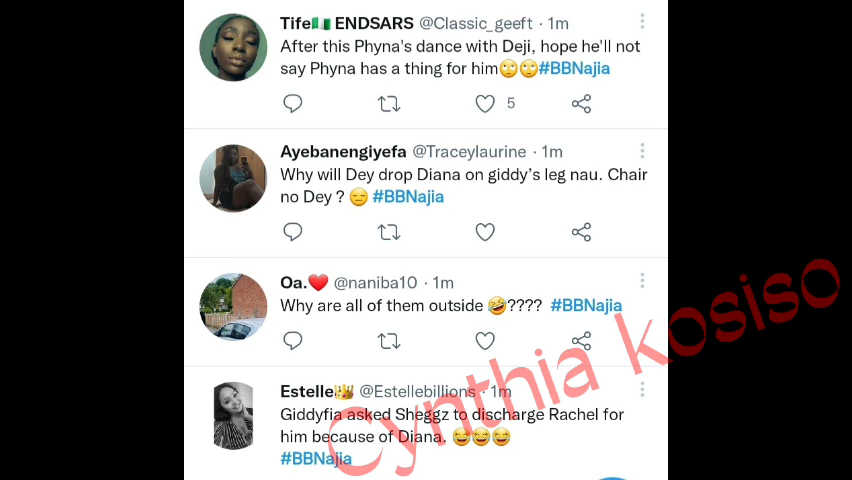 Tife🇳🇬 ENDSARS @Classic_geeft · 1m
After this Phyna's dance with Deji, hope he'll not
say Phyna has a thing for him🙄🙄#BBNajia
5
Ayebanengiyefa @Traceylaurine · 1m
Why will Dey drop Diana on giddy's leg nau. Chair
no Dey ? 😑 #BBNajia
Oa.❤️ @naniba10 · 1m
Why are all of them outside 🤣???? #BBNajia
Estelle👑 @Estellebillions · 1m
Giddyfia asked Sheggz to discharge Rachel for
him because of Diana. 😂😂😂
#BBNajia
Cynthia kosiso